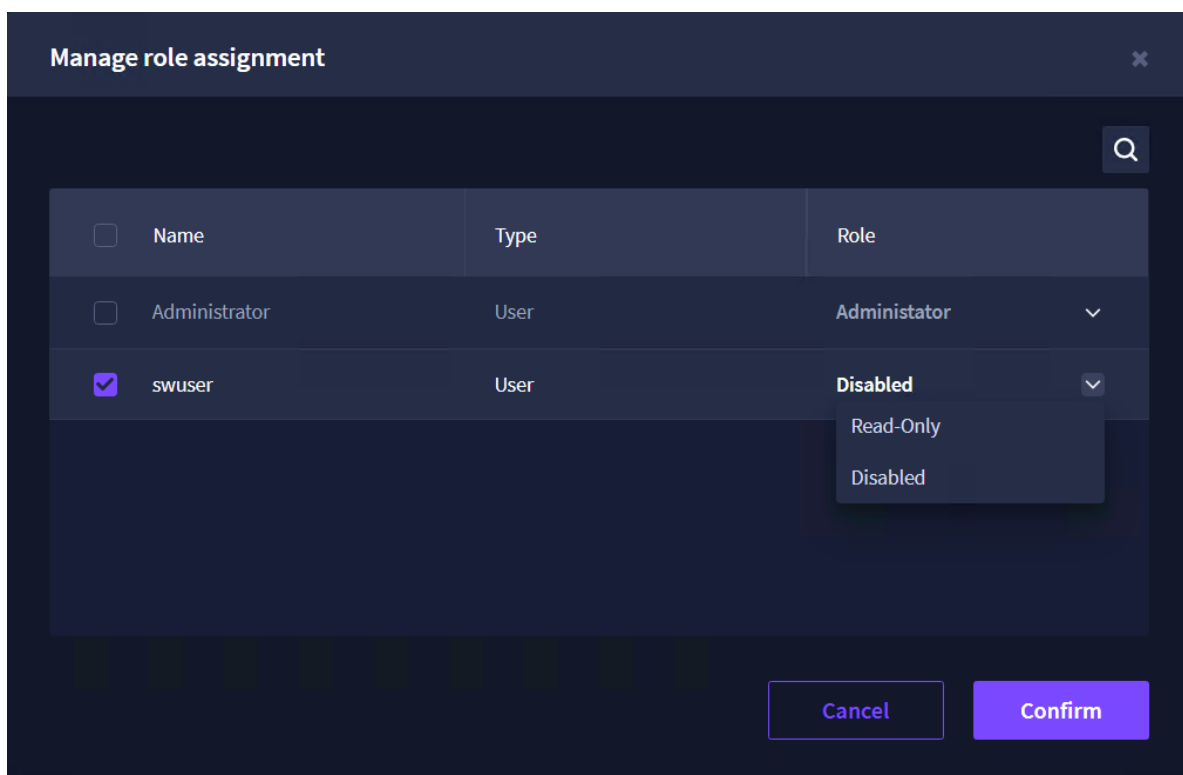 Manage role assignment
Name Type Role
Administrator User Administator
swuser User Disabled
Read-Only
Disabled
Cancel Confirm